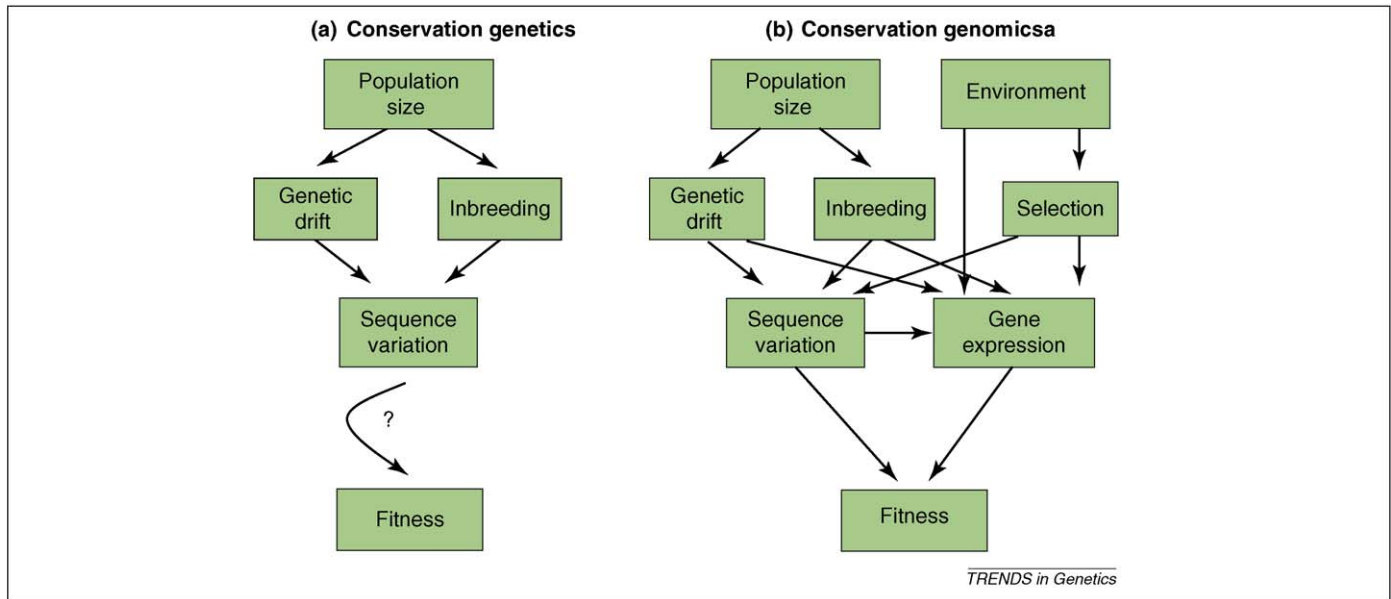 (a) Conservation genetics
Population
size
Genetic
drift
Inbreeding
Sequence
variation
?
Fitness
(b) Conservation genomicsa
Population
size
Environment
Genetic
drift
Inbreeding
Selection
Sequence
variation
Gene
expression
Fitness
TRENDS in Genetics